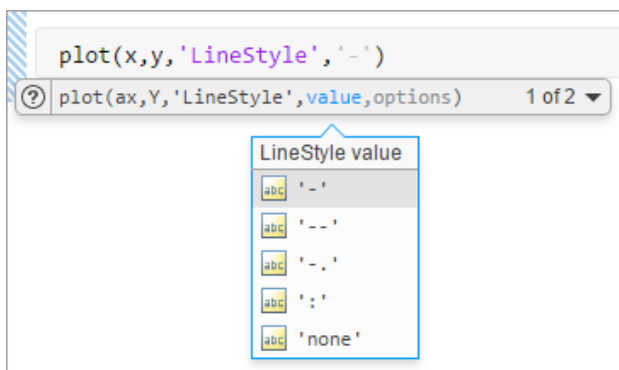 plot(x,y,'LineStyle','-')
? plot(ax,Y,'LineStyle',value,options) 1 of 2
LineStyle value
abc '-'
abc '--'
abc '-.'
abc ':'
abc 'none'